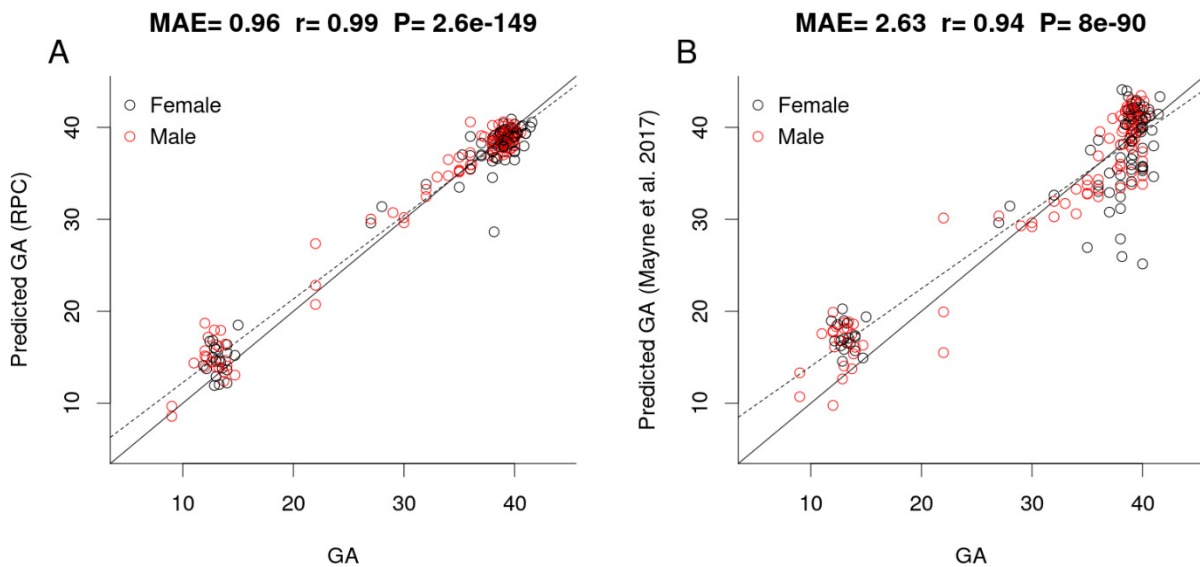 MAE= 0.96 r= 0.99 P= 2.6e-149
A
Female
Male
Predicted GA (RPC)
40
30
20
10
10 20 30 40
GA
MAE= 2.63 r= 0.94 P= 8e-90
B
Female
Male
Predicted GA (Mayne et al. 2017)
40
30
20
10
10 20 30 40
GA